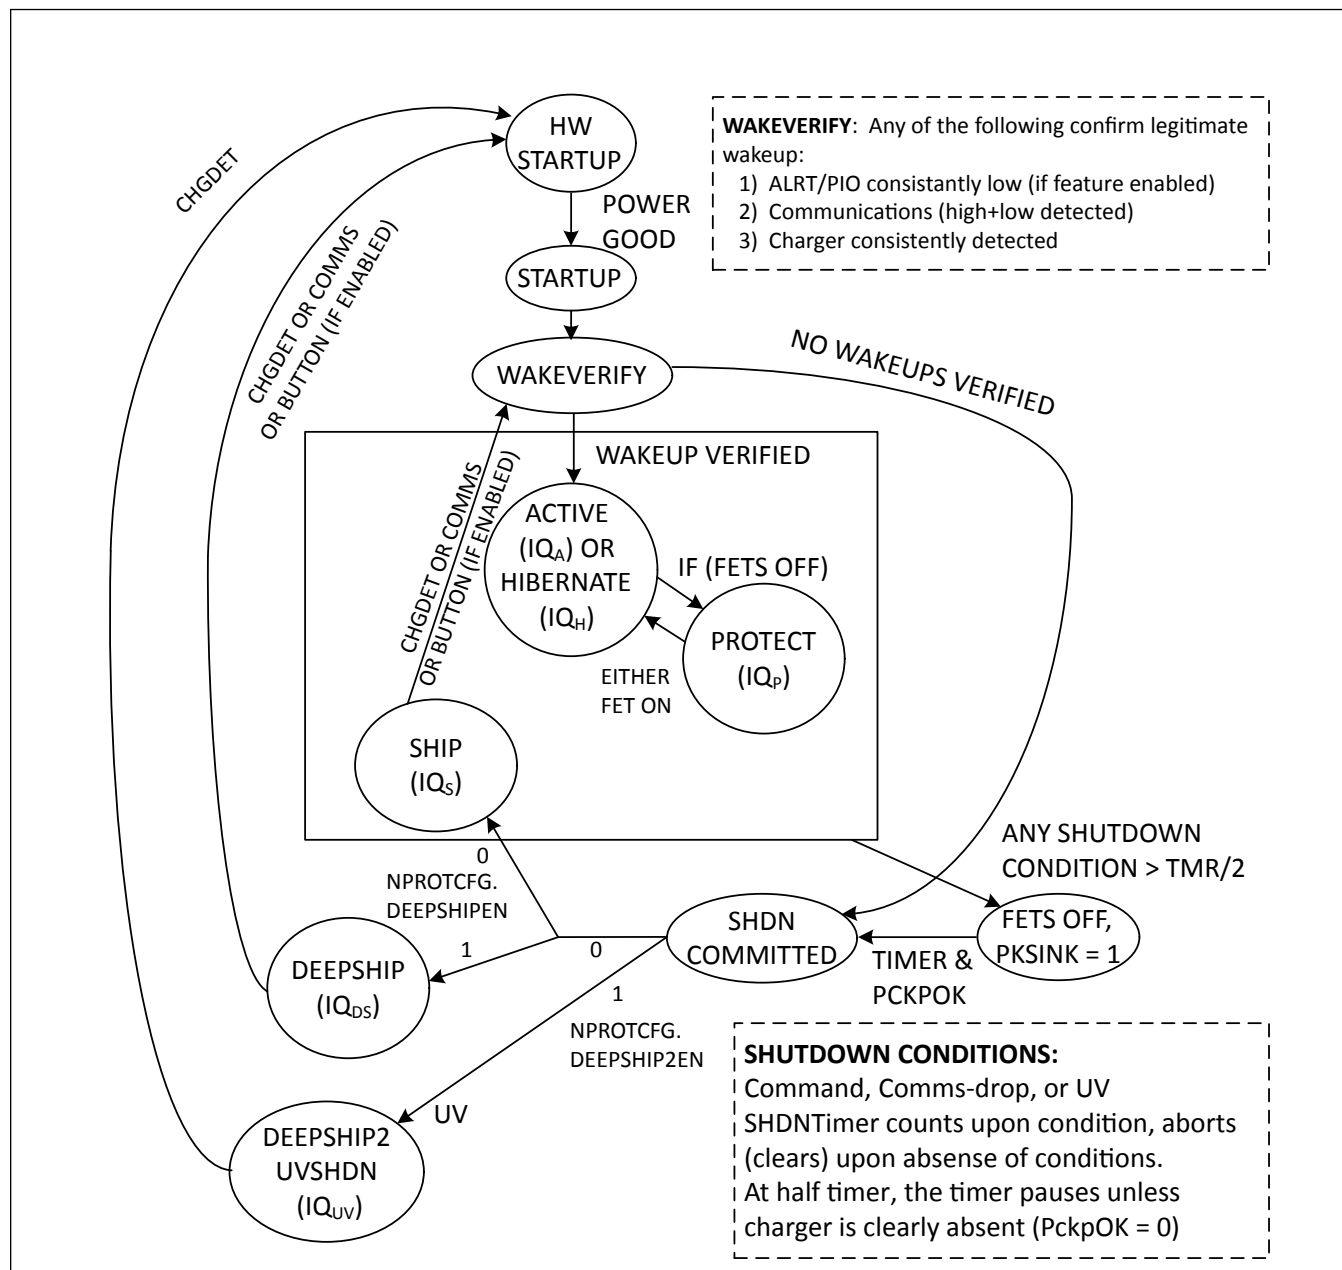 HW
STARTUP
POWER
GOOD
STARTUP
WAKEVERIFY
WAKEVERIFY: Any of the following confirm legitimate
wakeup:
1) ALRT/PIO consistantly low (if feature enabled)
2) Communications (high+low detected)
3) Charger consistently detected
CHGDET
CHGDET OR COMMS
OR BUTTON (IF ENABLED)
NO WAKEUPS VERIFIED
WAKEUP VERIFIED
CHGDET OR COMMS
OR BUTTON (IF ENABLED)
ACTIVE
(IQA) OR
HIBERNATE
(IQH)
IF (FETS OFF)
PROTECT
(IQP)
EITHER
FET ON
SHIP
(IQS)
0
NPROTCFG.
DEEPSHIPEN
1
0
DEEPSHIP
(IQDS)
SHDN
COMMITTED
ANY SHUTDOWN
CONDITION > TMR/2
FETS OFF,
PKSINK = 1
TIMER &
PCKPOK
1
NPROTCFG.
DEEPSHIP2EN
UV
DEEPSHIP2
UVSHDN
(IQUV)
SHUTDOWN CONDITIONS:
Command, Comms-drop, or UV
SHDNTimer counts upon condition, aborts
(clears) upon absense of conditions.
At half timer, the timer pauses unless
charger is clearly absent (PckpOK = 0)